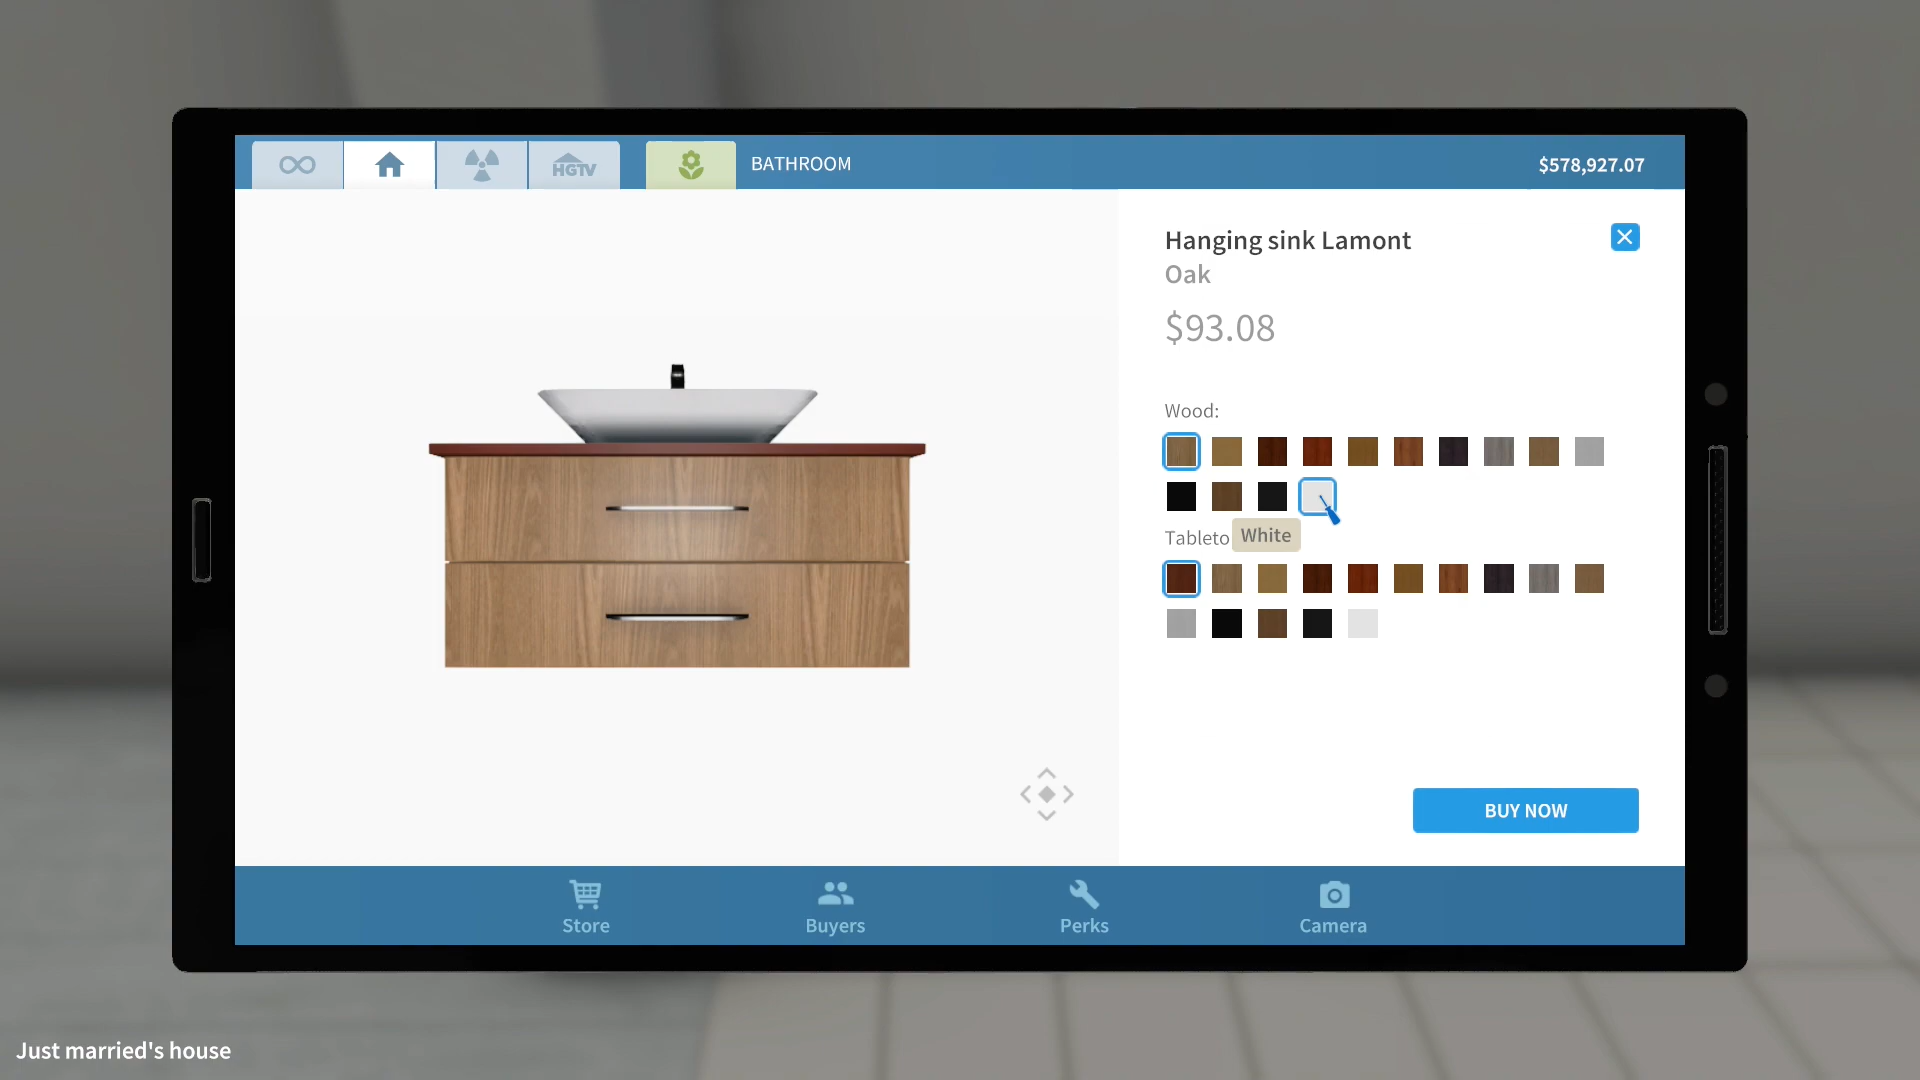 HGTV
BATHROOM
$578,927.07
Hanging sink Lamont
Oak
$93.08
Wood:
White
Tableto
BUY NOW
Store
Buyers
Perks
Camera
Just married's house